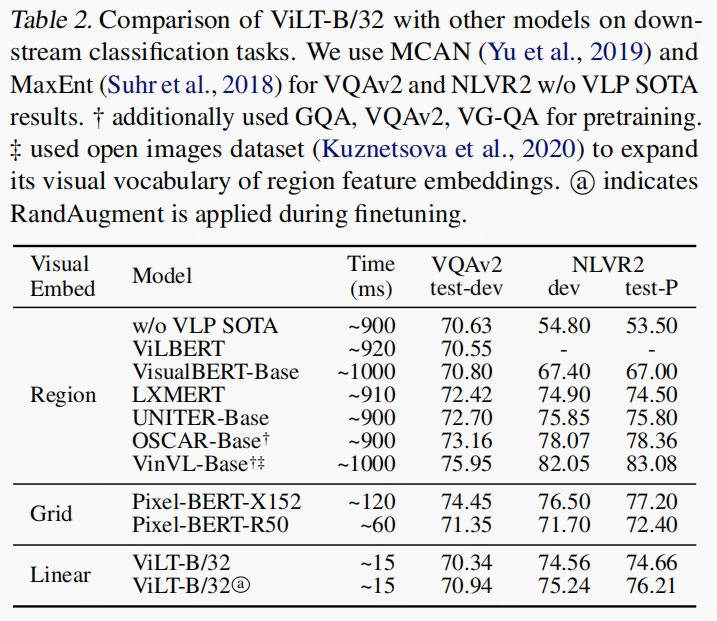 Table 2. Comparison of ViLT-B/32 with other models on down-
stream classification tasks. We use MCAN (Yu et al., 2019) and
MaxEnt (Suhr et al., 2018) for VQAv2 and NLVR2 w/o VLP SOTA
results. † additionally used GQA, VQAv2, VG-QA for pretraining.
‡ used open images dataset (Kuznetsova et al., 2020) to expand
its visual vocabulary of region feature embeddings. ⓐ indicates
RandAugment is applied during finetuning.
Visual Embed Model Time (ms) VQAv2 test-dev NLVR2 dev test-P
Region
w/o VLP SOTA ~900 70.63 54.80 53.50
ViLBERT ~920 70.55 - -
VisualBERT-Base ~1000 70.80 67.40 67.00
LXMERT ~910 72.42 74.90 74.50
UNITER-Base ~900 72.70 75.85 75.80
OSCAR-Base† ~900 73.16 78.07 78.36
VinVL-Base†‡ ~1000 75.95 82.05 83.08
Grid
Pixel-BERT-X152 ~120 74.45 76.50 77.20
Pixel-BERT-R50 ~60 71.35 71.70 72.40
Linear
ViLT-B/32 ~15 70.34 74.56 74.66
ViLT-B/32ⓐ ~15 70.94 75.24 76.21